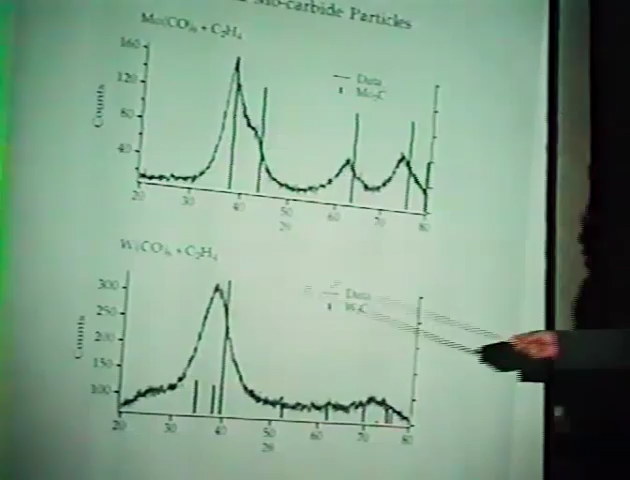 Mo-carbide Particles
Mo(CO)6 + C2H4
160
120
80
40
Counts
Data
Mo2C
20 30 40 50 60 70 80
2θ
W(CO)6 + C2H4
300
250
200
150
100
Counts
Data
W2C
20 30 40 50 60 70 80
2θ